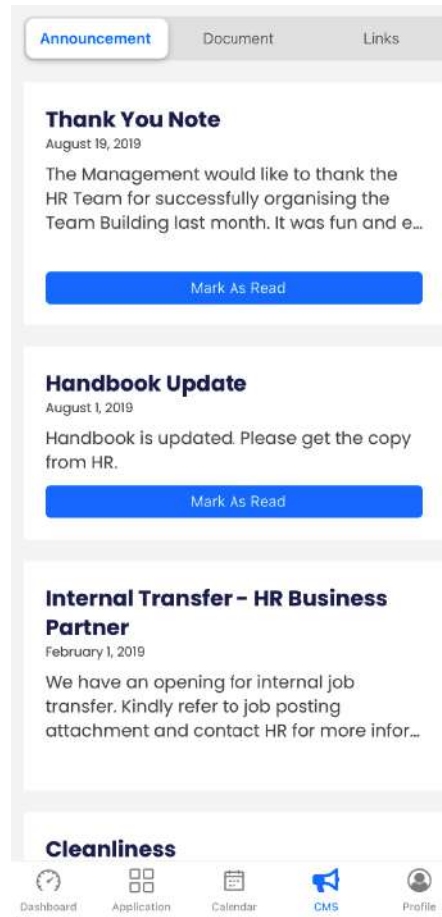 Announcement Document Links
Thank You Note
August 19, 2019
The Management would like to thank the
HR Team for successfully organising the
Team Building last month. It was fun and e...
Mark As Read
Handbook Update
August 1, 2019
Handbook is updated. Please get the copy
from HR.
Mark As Read
Internal Transfer - HR Business
Partner
February 1, 2019
We have an opening for internal job
transfer. Kindly refer to job posting
attachment and contact HR for more infor...
Cleanliness
Dashboard Application Calendar CMS Profile